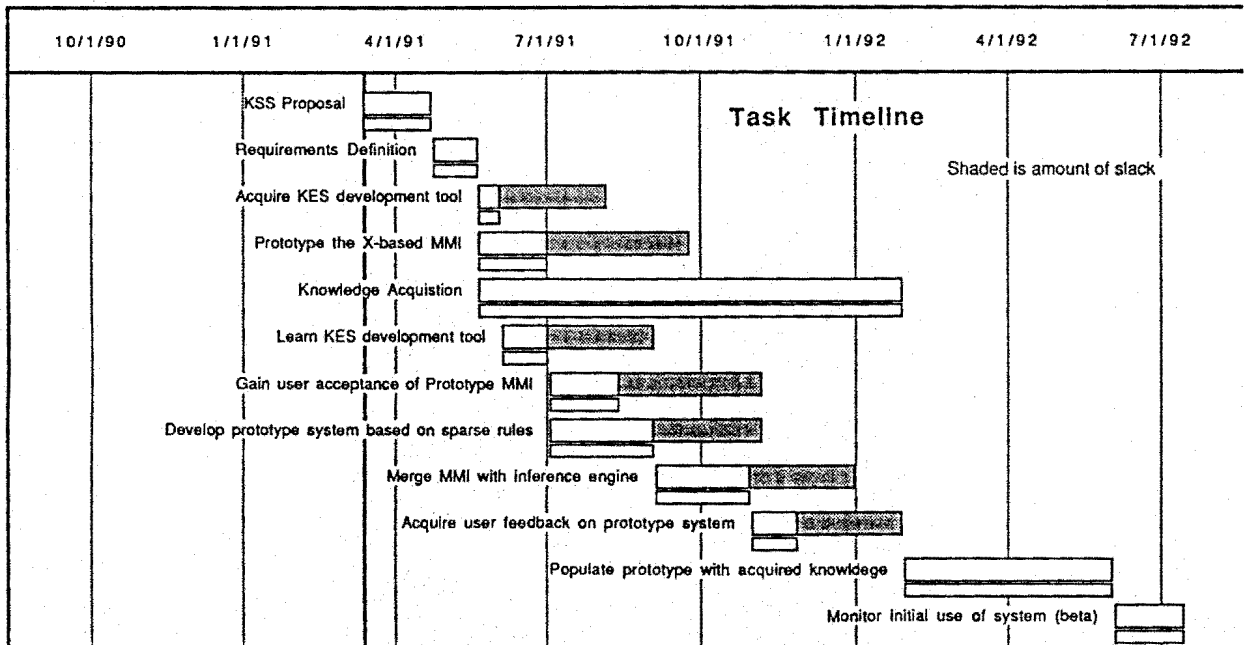 10/1/90 1/1/91 4/1/91 7/1/91 10/1/91 1/1/92 4/1/92 7/1/92
KSS Proposal
Task Timeline
Requirements Definition
Shaded is amount of slack
Acquire KES development tool
Prototype the X-based MMI
Knowledge Acquistion
Learn KES development tool
Gain user acceptance of Prototype MMI
Develop prototype system based on sparse rules
Merge MMI with inference engine
Acquire user feedback on prototype system
Populate prototype with acquired knowldege
Monitor initial use of system (beta)